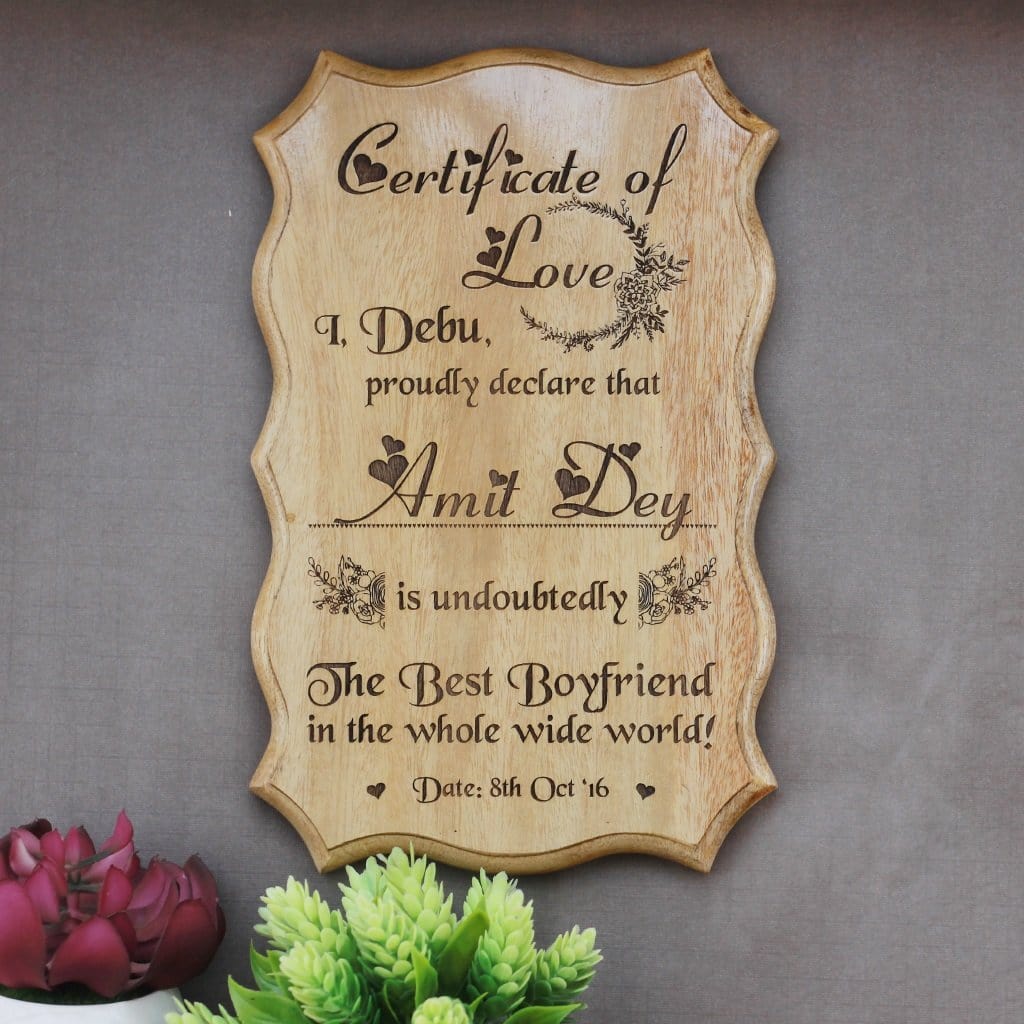 Certificate of
Love
I, Debu,
proudly declare that
Amit Dey
is undoubtedly
The Best Boyfriend
in the whole wide world!
Date: 8th Oct ‘16